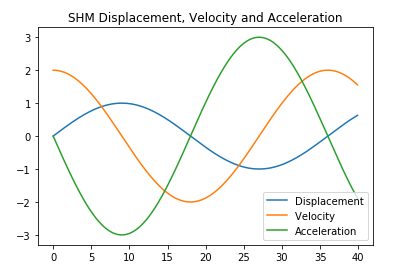 SHM Displacement, Velocity and Acceleration
3
2
1
0
−1
−2
−3
Displacement
Velocity
Acceleration
0 5 10 15 20 25 30 35 40